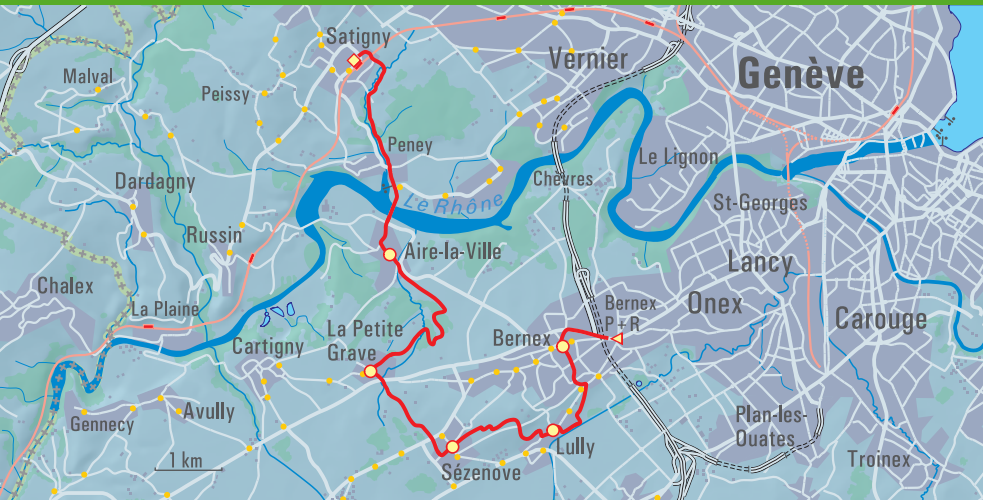 Satigny
Vernier
Genève
Malval
Peissy
Peney
Le Lignon
Dardagny
Chèvres
Le Rhône
St-Georges
Russin
Aire-la-Ville
Lancy
Chalex
La Plaine
Bernex
P+R
Onex
La Petite
Grave
Bernex
Carouge
Cartigny
Gennecy
Avully
Plan-les-
Ouates
1 km
Sézenove
Lully
Troinex